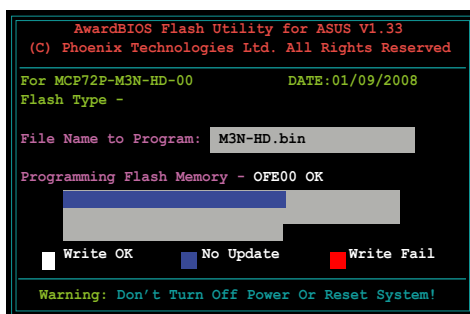 AwardBIOS Flash Utility for ASUS V1.33
(C) Phoenix Technologies Ltd. All Rights Reserved
For MCP72P-M3N-HD-00 DATE:01/09/2008
Flash Type -
File Name to Program: M3N-HD.bin
Programming Flash Memory - OFE00 OK
Write OK No Update Write Fail
Warning: Don't Turn Off Power Or Reset System!